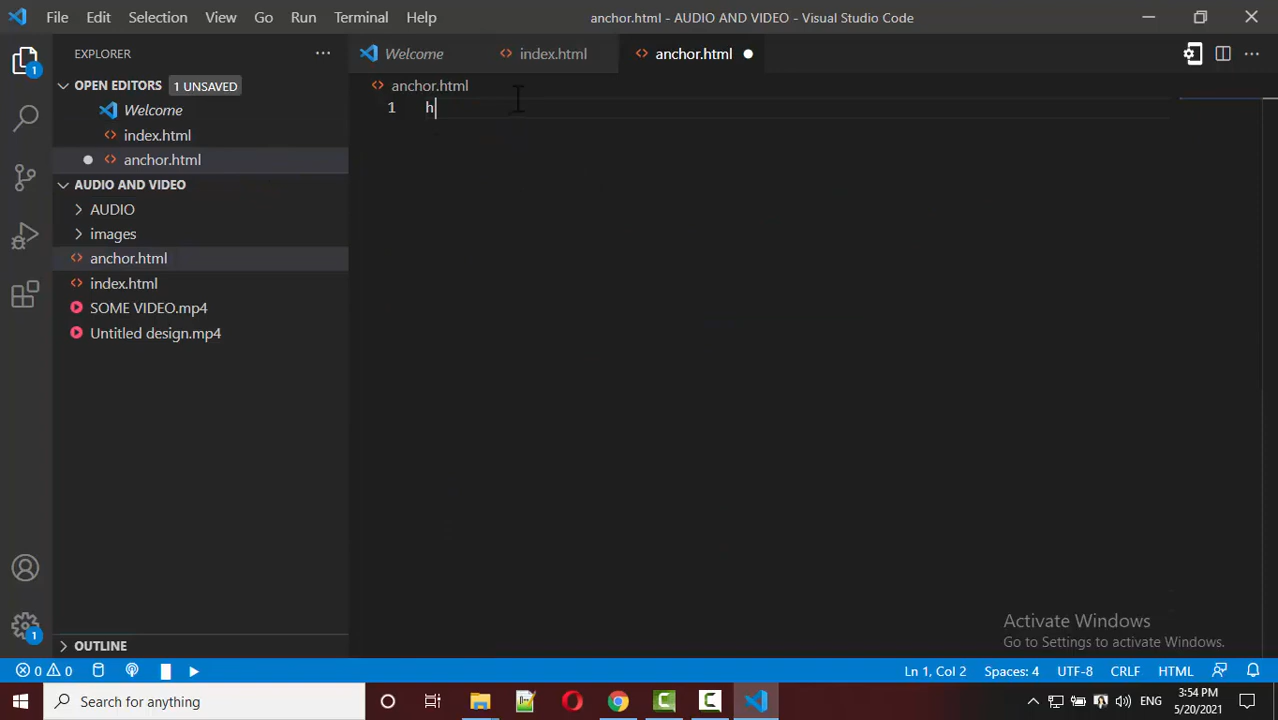 File Edit Selection View Go Run Terminal Help anchor.html - AUDIO AND VIDEO - Visual Studio Code
EXPLORER
Welcome index.html anchor.html
OPEN EDITORS 1 UNSAVED
Welcome
index.html
anchor.html
AUDIO AND VIDEO
AUDIO
images
anchor.html
index.html
SOME VIDEO.mp4
Untitled design.mp4
OUTLINE
anchor.html
1 h
1
1
Activate Windows
Go to Settings to activate Windows.
0 0 Ln 1, Col 2 Spaces: 4 UTF-8 CRLF HTML
Search for anything
ENG
3:54 PM
5/20/2021